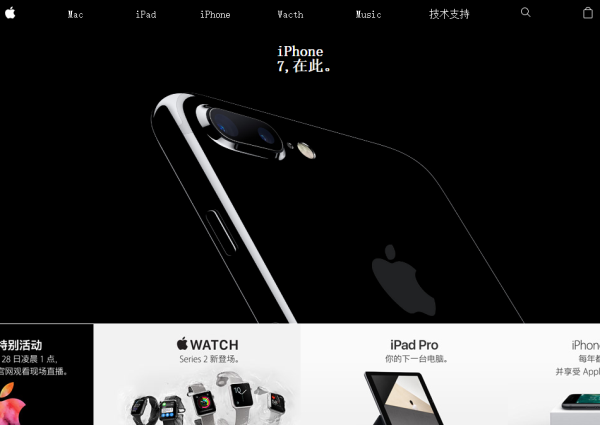 Mac iPad iPhone Wacth Music 技术支持
iPhone
7,在此。
特别活动
28 日凌晨 1 点,
官网观看现场直播。
WATCH
Series 2 新登场。
iPad Pro
你的下一台电脑。
iPhon
每年都
并享受 Appl